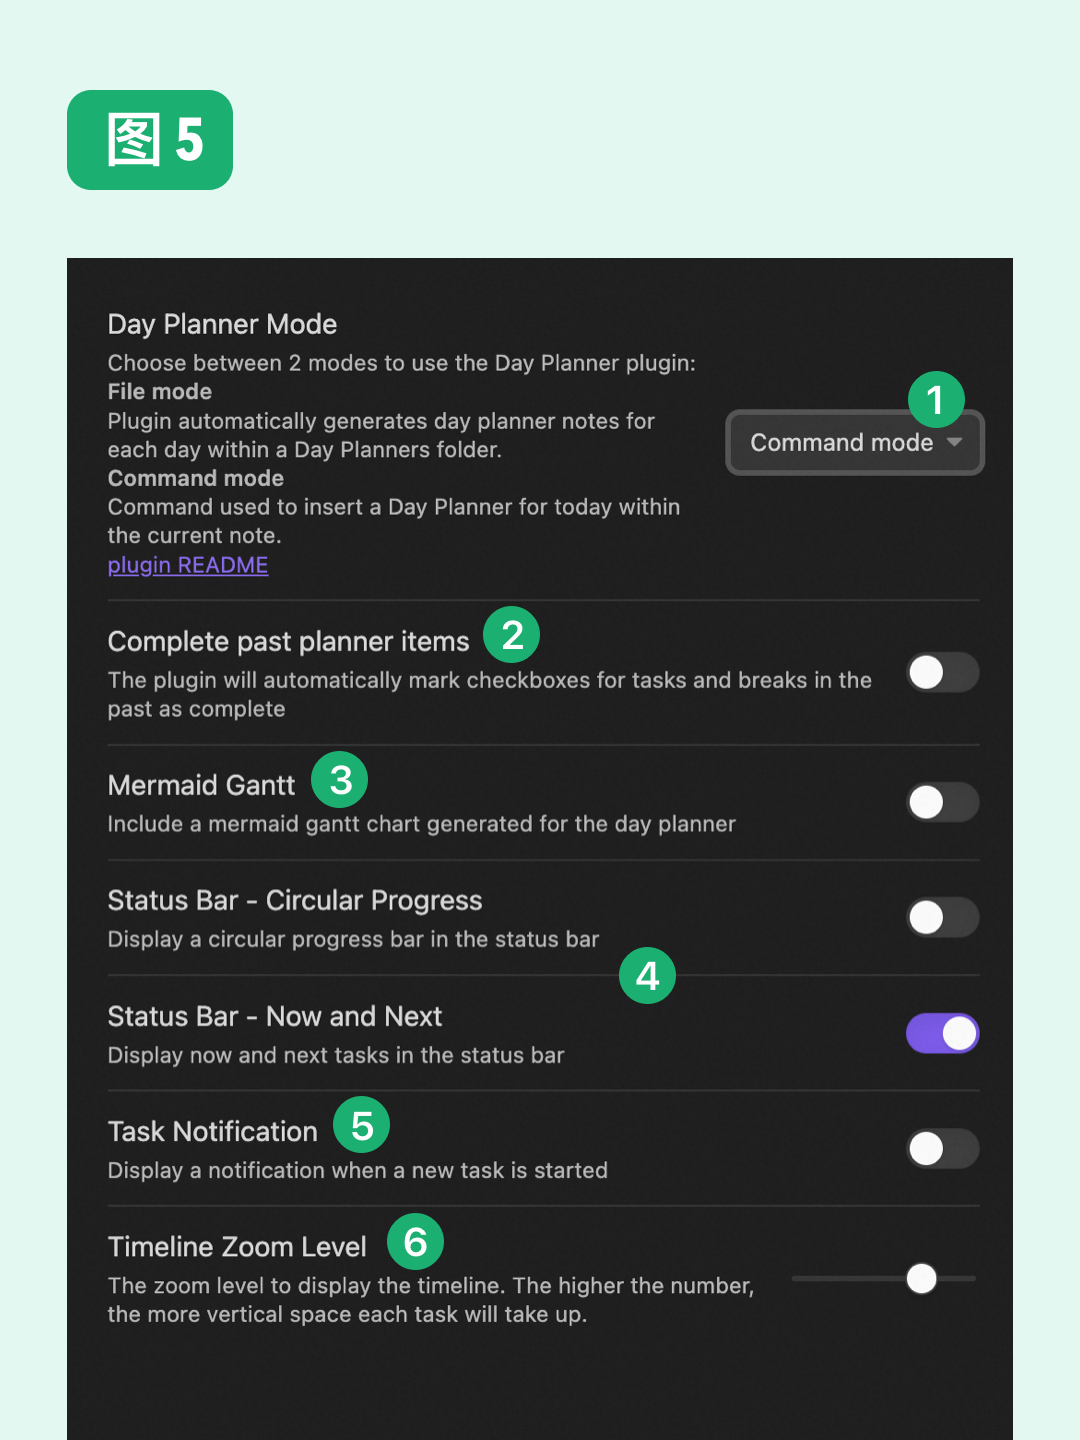 图 5
Day Planner Mode
Choose between 2 modes to use the Day Planner plugin:
File mode
Plugin automatically generates day planner notes for
each day within a Day Planners folder.
Command mode
Command used to insert a Day Planner for today within
the current note.
plugin README
1
Command mode
Complete past planner items 2
The plugin will automatically mark checkboxes for tasks and breaks in the
past as complete
Mermaid Gantt 3
Include a mermaid gantt chart generated for the day planner
Status Bar - Circular Progress
Display a circular progress bar in the status bar
4
Status Bar - Now and Next
Display now and next tasks in the status bar
Task Notification 5
Display a notification when a new task is started
Timeline Zoom Level 6
The zoom level to display the timeline. The higher the number,
the more vertical space each task will take up.